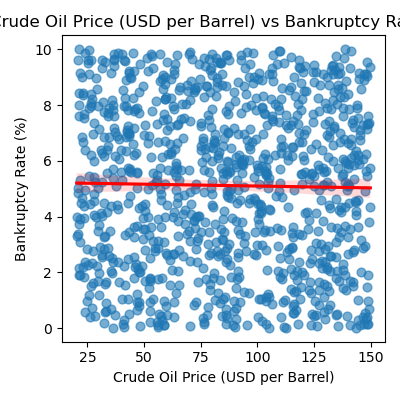 Crude Oil Price (USD per Barrel) vs Bankruptcy Ra
10
8
6
4
2
0
Bankruptcy Rate (%)
25 50 75 100 125 150
Crude Oil Price (USD per Barrel)